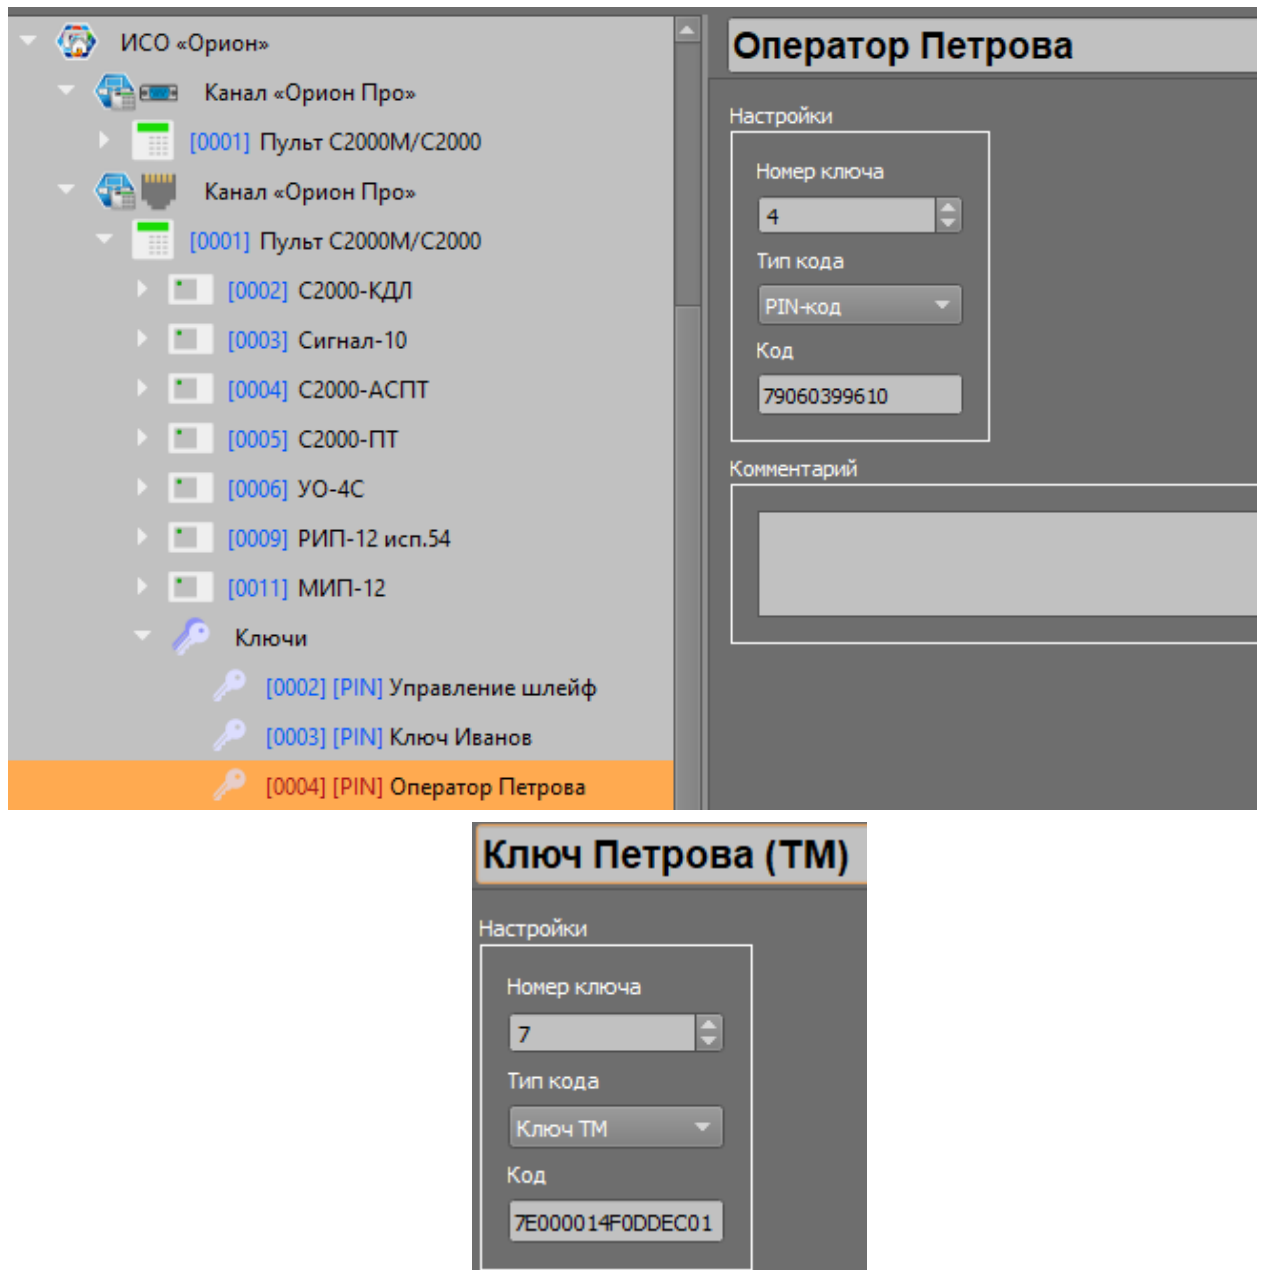 ИСО «Орион»
Канал «Орион Про»
[0001] Пульт С2000М/С2000
Канал «Орион Про»
[0001] Пульт С2000М/С2000
[0002] С2000-КДЛ
[0003] Сигнал-10
[0004] С2000-АСПТ
[0005] С2000-ПТ
[0006] УО-4С
[0009] РИП-12 исп.54
[0011] МИП-12
Ключи
[0002] [PIN] Управление шлейф
[0003] [PIN] Ключ Иванов
[0004] [PIN] Оператор Петрова
Оператор Петрова
Настройки
Номер ключа
4
Тип кода
PIN-код
Код
79060399610
Комментарий
Ключ Петрова (ТМ)
Настройки
Номер ключа
7
Тип кода
Ключ ТМ
Код
7E000014F0DDEC01